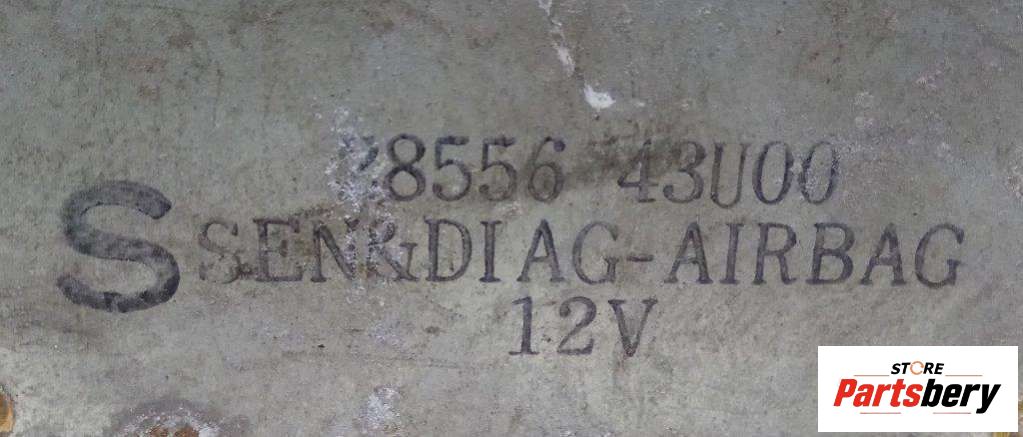 28556 43U00
S SEN&DIAG-AIRBAG
12V
STORE
Partsbery